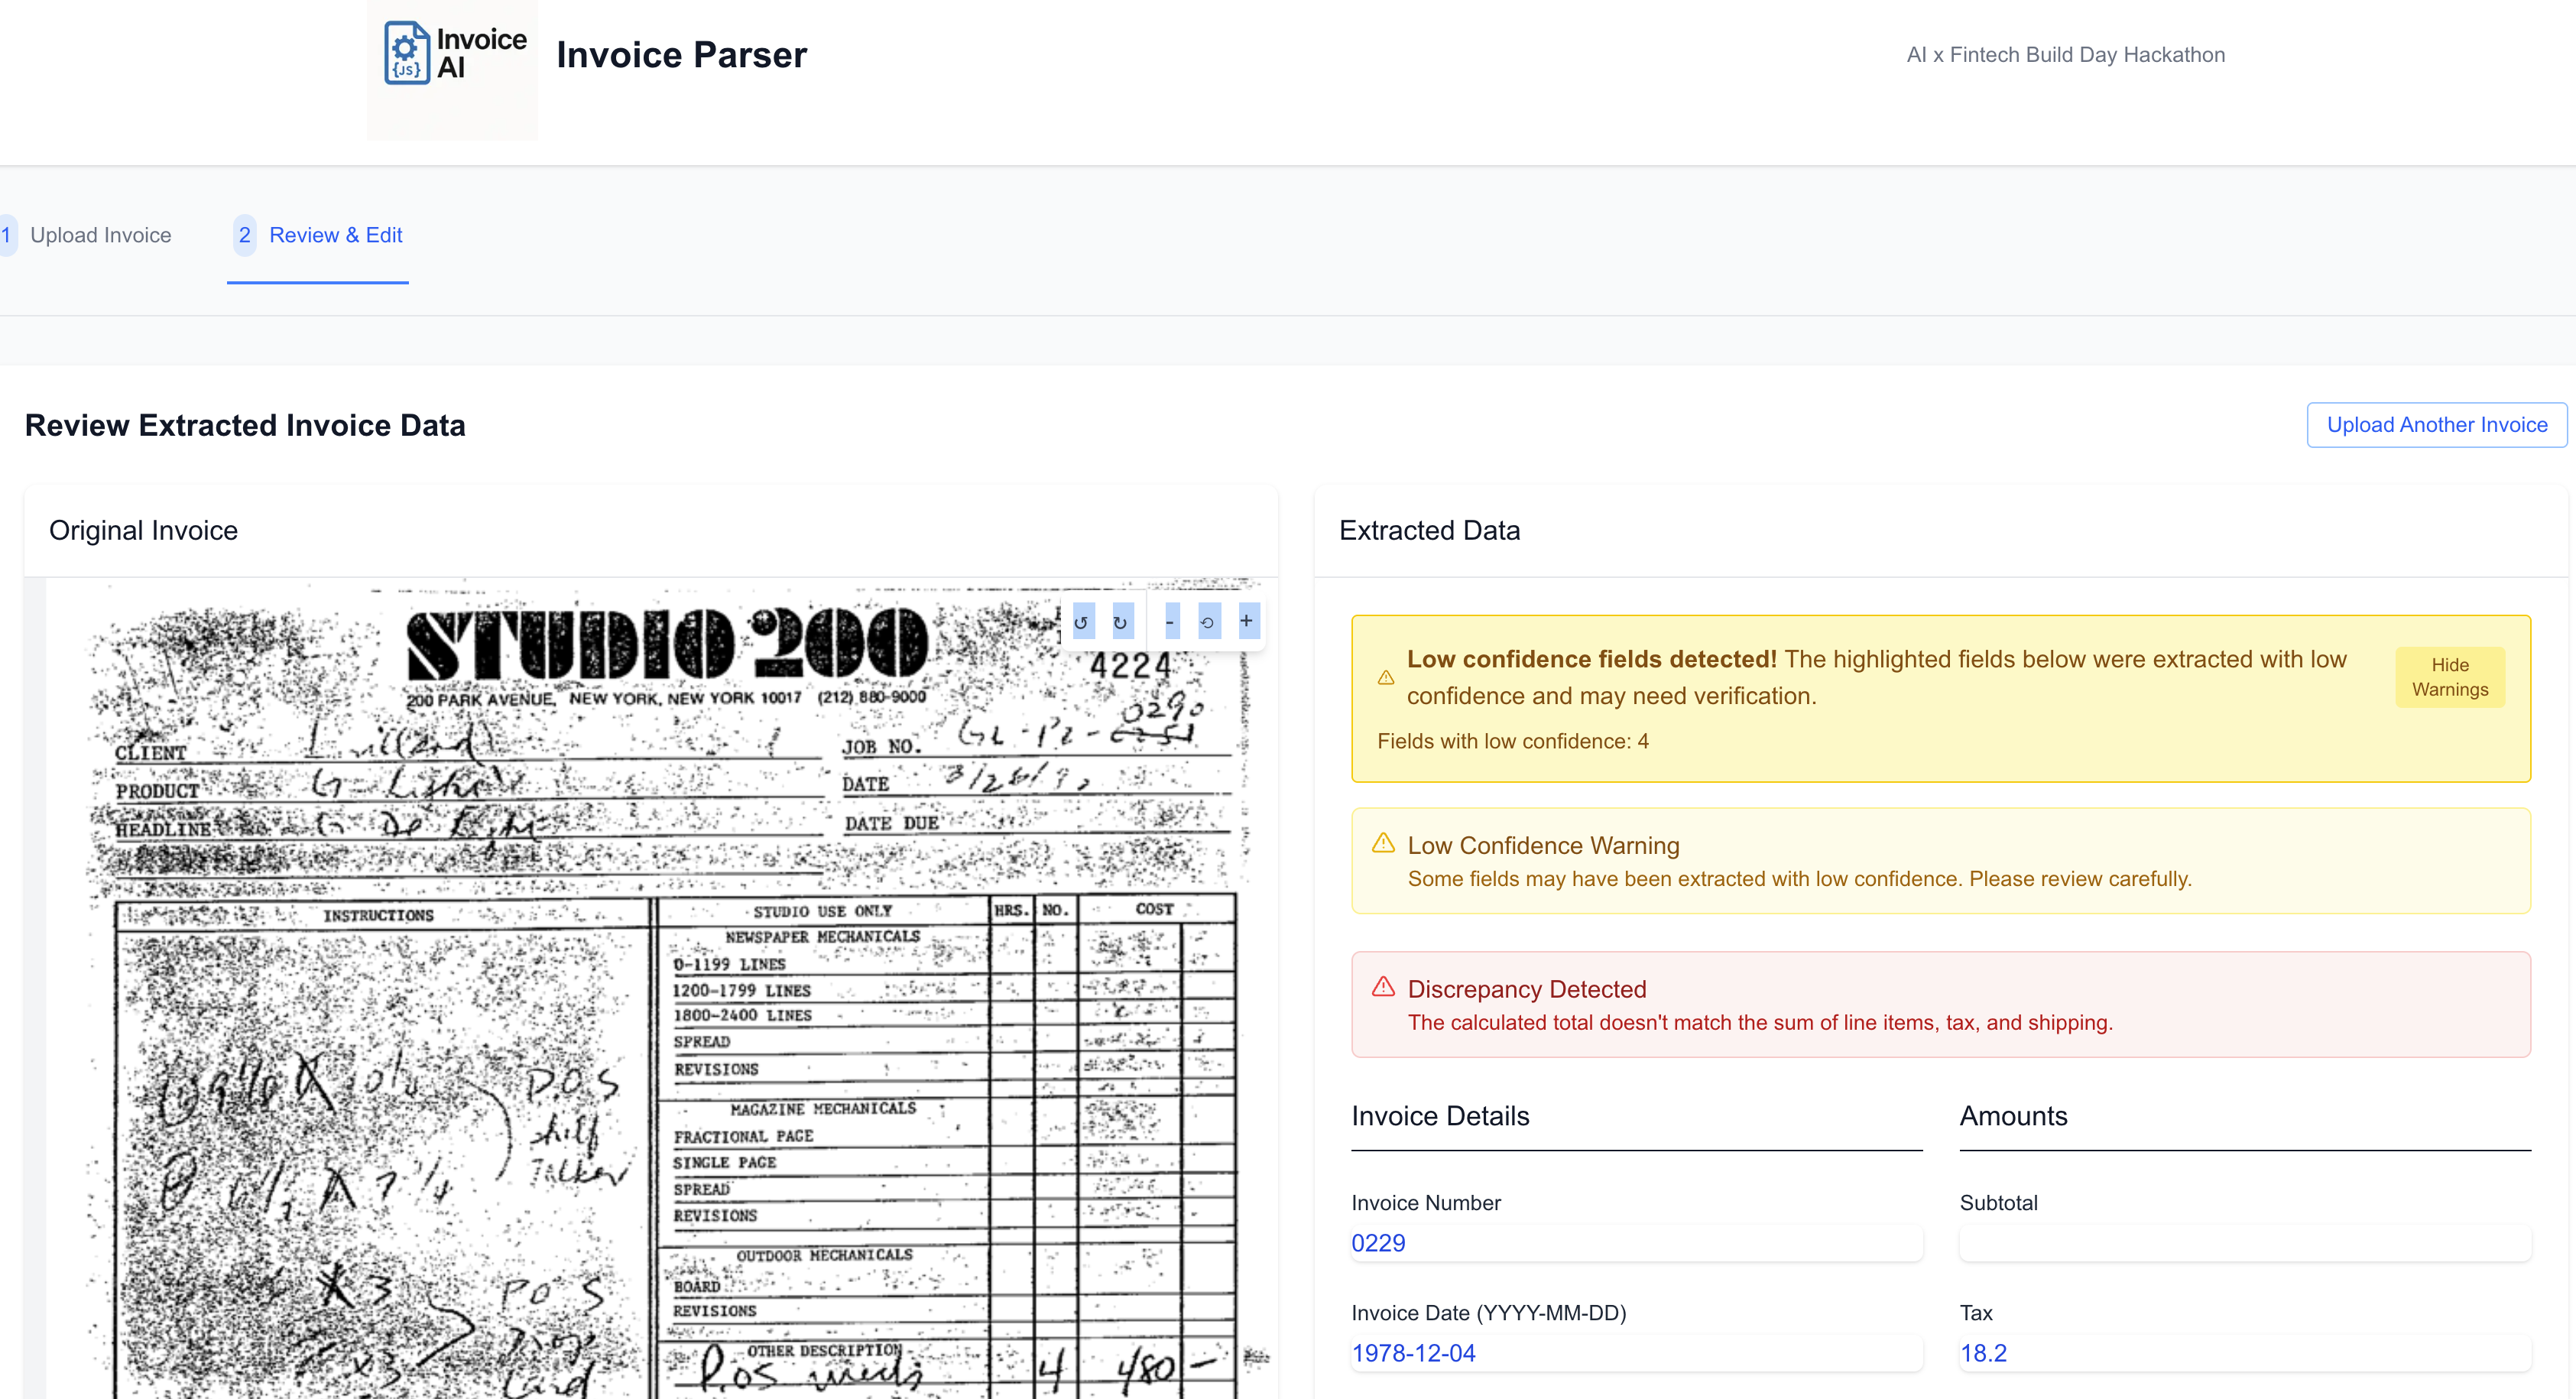 Invoice
AI
{JS}
Invoice Parser
AI x Fintech Build Day Hackathon
1 Upload Invoice
2 Review & Edit
Review Extracted Invoice Data
Upload Another Invoice
Original Invoice
STUDIO 200
4224
200 PARK AVENUE, NEW YORK, NEW YORK 10017 (212) 880-9000
0290
CLIENT
JOB NO.
PRODUCT
DATE
HEADLINE
DATE DUE
INSTRUCTIONS
STUDIO USE ONLY HRS. NO. COST
NEWSPAPER MECHANICALS
0-1199 LINES
1200-1799 LINES
1800-2400 LINES
SPREAD
REVISIONS
MAGAZINE MECHANICALS
FRACTIONAL PAGE
SINGLE PAGE
SPREAD
REVISIONS
OUTDOOR MECHANICALS
BOARD
REVISIONS
OTHER DESCRIPTION
4 480 -
P.O.S
shelf
Talker
X3 POS
x3 Card
Extracted Data
Low confidence fields detected! The highlighted fields below were extracted with low
confidence and may need verification.
Hide
Warnings
Fields with low confidence: 4
Low Confidence Warning
Some fields may have been extracted with low confidence. Please review carefully.
Discrepancy Detected
The calculated total doesn't match the sum of line items, tax, and shipping.
Invoice Details
Invoice Number
0229
Invoice Date (YYYY-MM-DD)
1978-12-04
Amounts
Subtotal
Tax
18.2